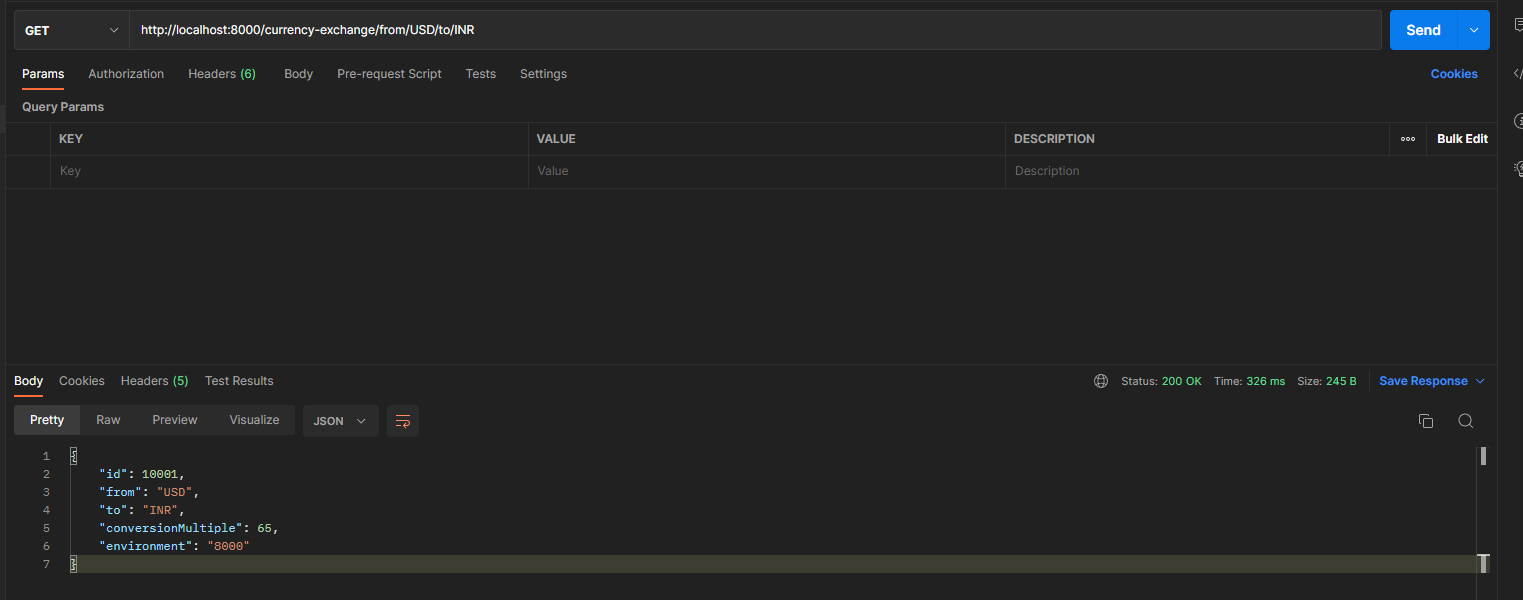 GET http://localhost:8000/currency-exchange/from/USD/to/INR Send
Params Authorization Headers (6) Body Pre-request Script Tests Settings Cookies
Query Params
KEY VALUE DESCRIPTION ooo Bulk Edit
Key Value Description
Body Cookies Headers (5) Test Results Status: 200 OK Time: 326 ms Size: 245 B Save Response
Pretty Raw Preview Visualize JSON
1 {
2 "id": 10001,
3 "from": "USD",
4 "to": "INR",
5 "conversionMultiple": 65,
6 "environment": "8000"
7 }